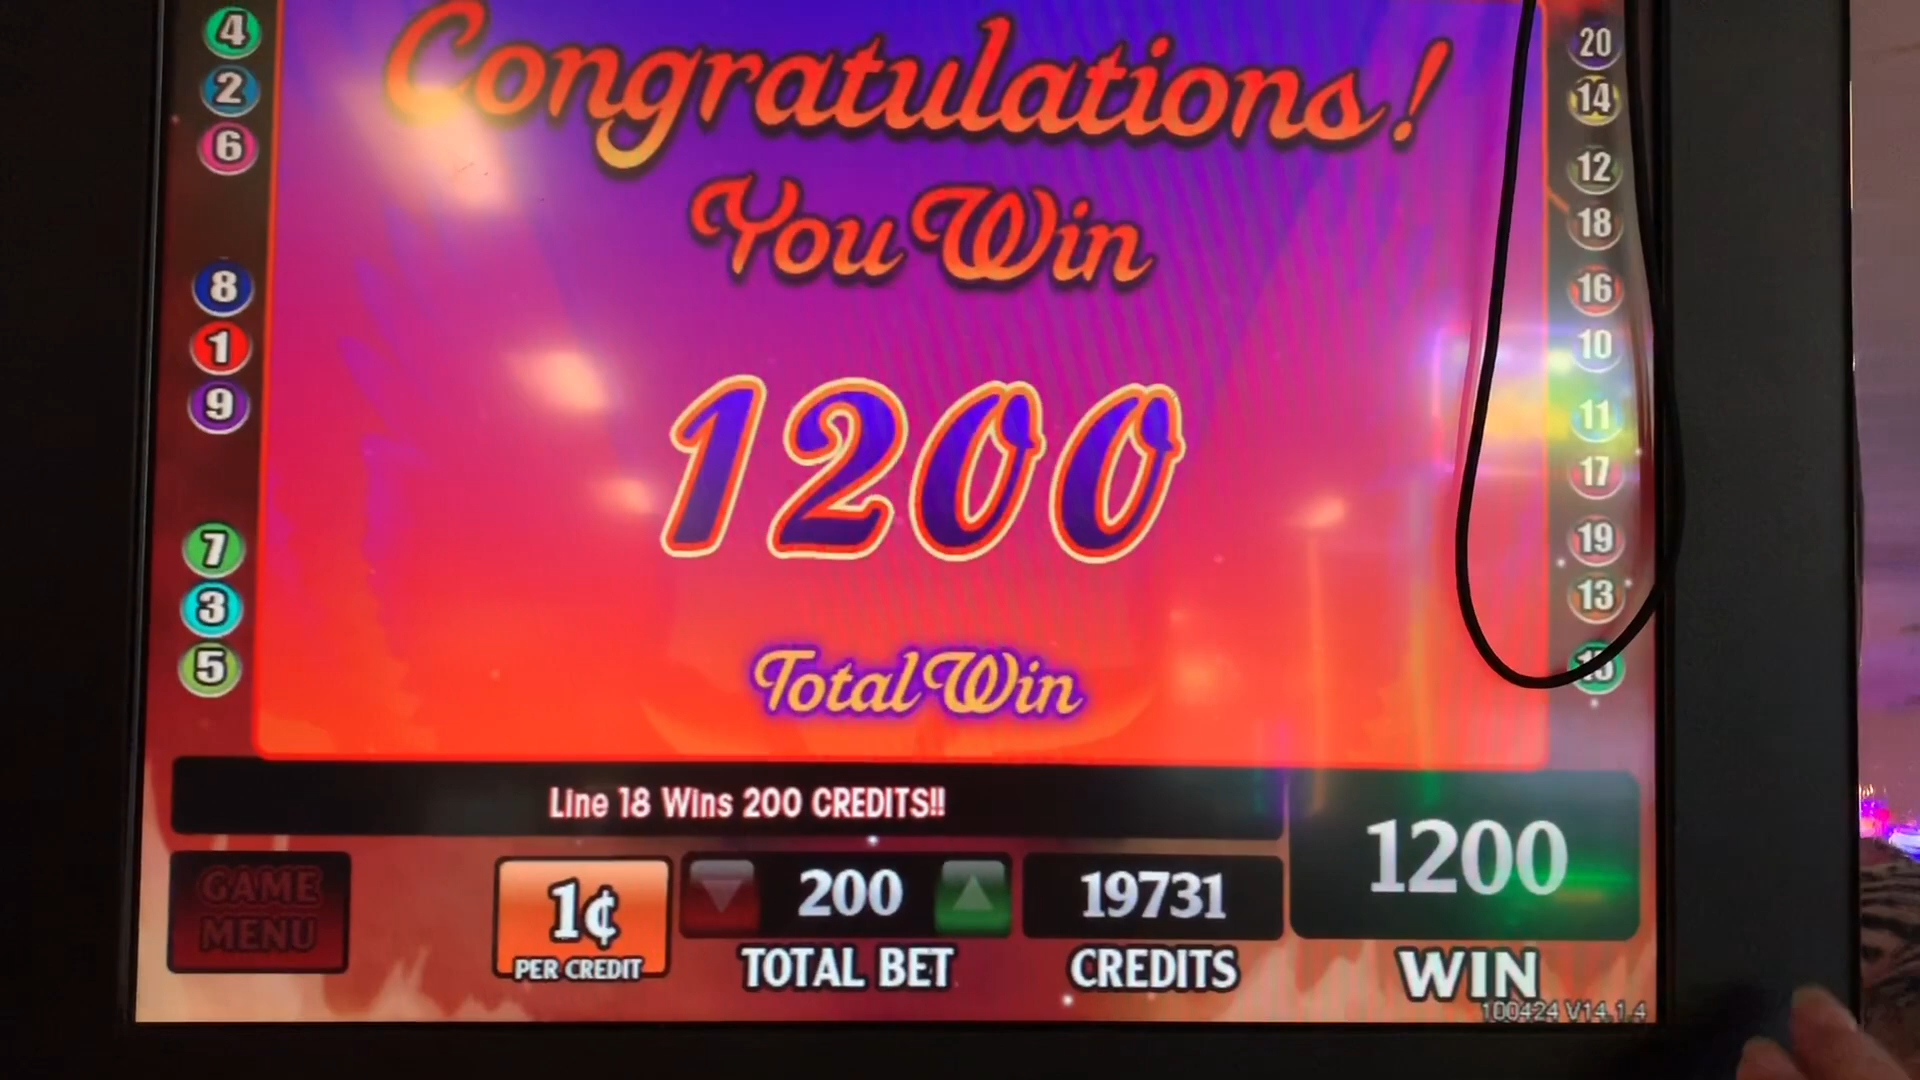 Congratulations!
You Win
1200
Total Win
4
2
6
8
1
9
7
3
5
20
14
12
18
16
10
11
17
19
13
15
Line 18 Wins 200 CREDITS!!
GAME
MENU
1¢
PER CREDIT
200
TOTAL BET
19731
CREDITS
1200
WIN
100424 V14.1.4